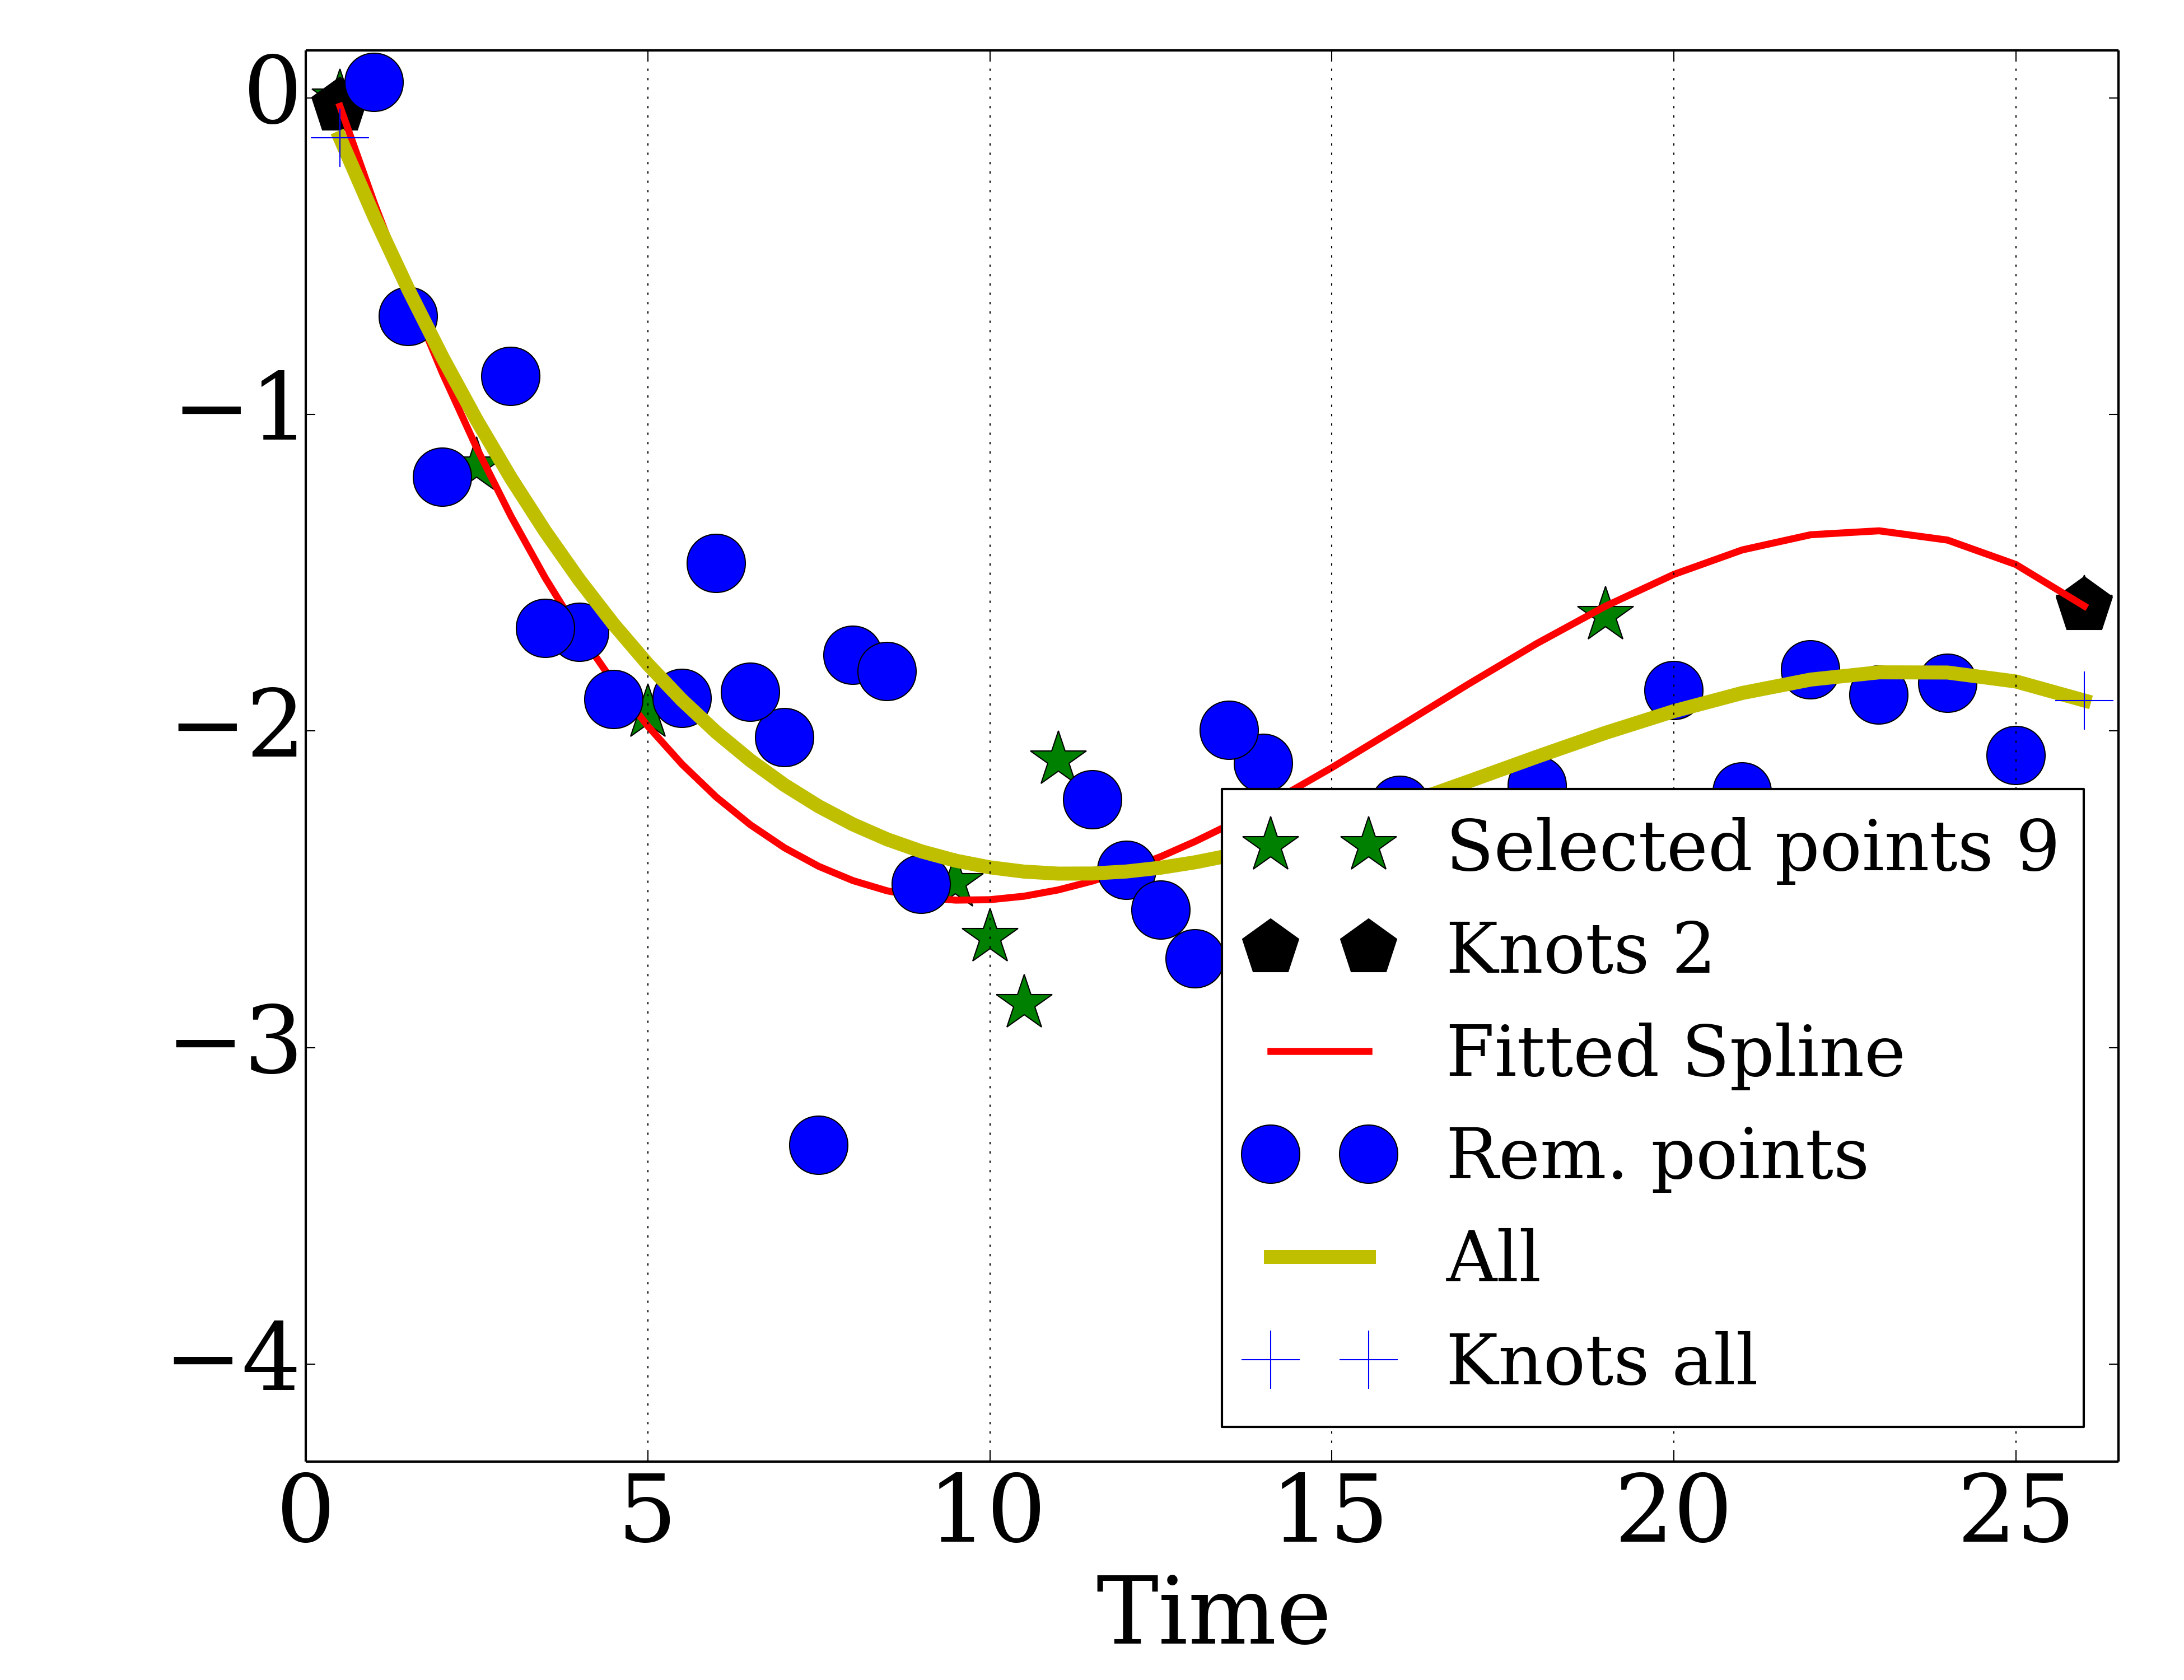 0
−1
−2
−3
−4
Selected points 9
Knots 2
Fitted Spline
Rem. points
All
Knots all
0 5 10 15 20 25
Time